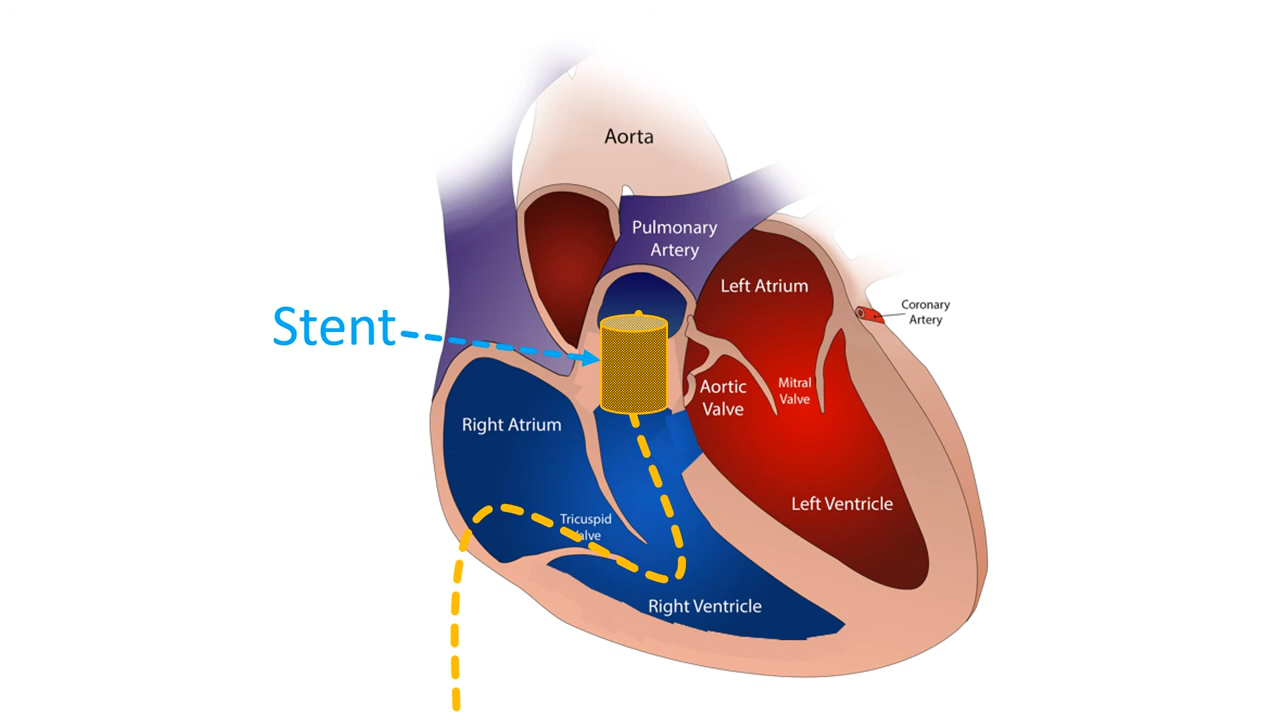 Aorta
Pulmonary
Artery
Left Atrium
Coronary
Artery
Stent
Aortic
Valve
Mitral
Valve
Right Atrium
Left Ventricle
Tricuspid
Valve
Right Ventricle